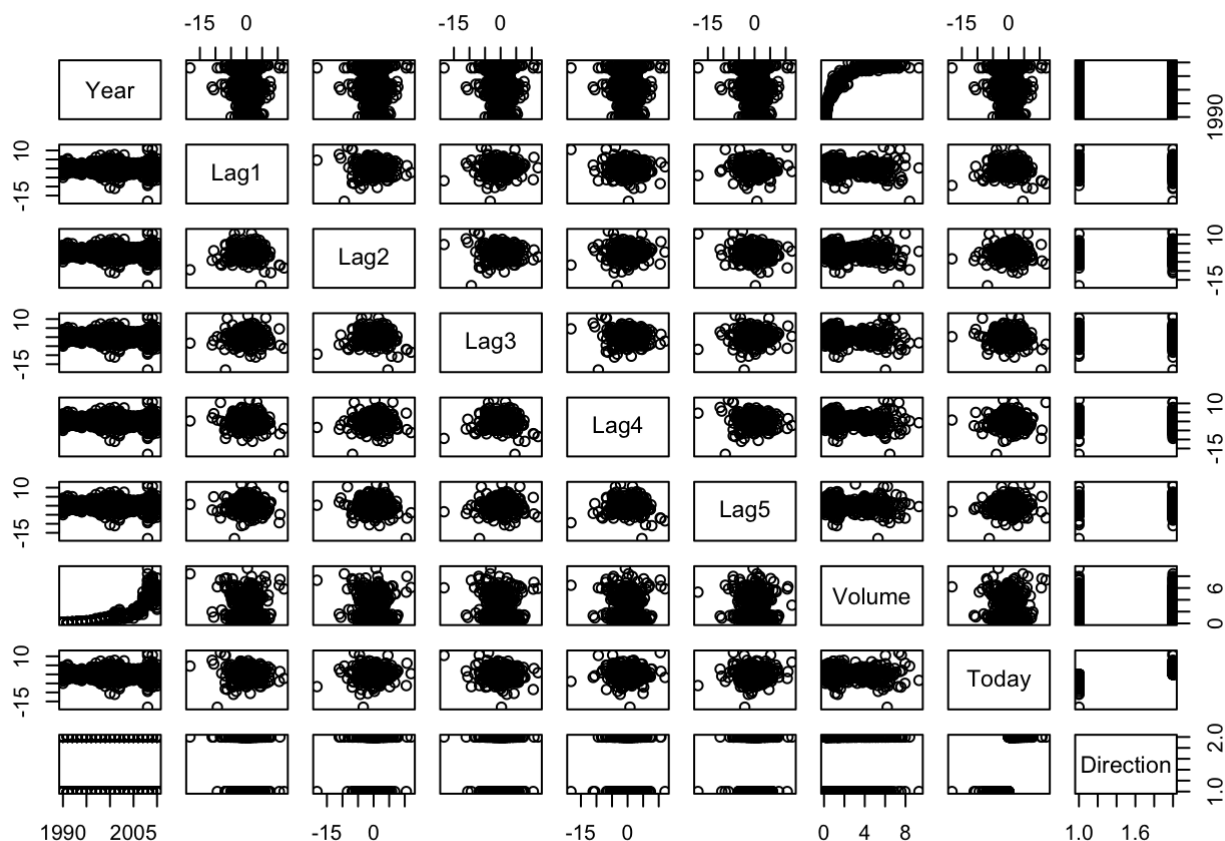 -15 0 -15 0 -15 0 -15 0
Year 1990
-15 10 Lag1
Lag2 -15 10
-15 10 Lag3
Lag4 -15 10
-15 10 Lag5
Volume 0 6
-15 10 Today
Direction 1.0 2.0
1990 2005 -15 0 -15 0 0 4 8 1.0 1.6